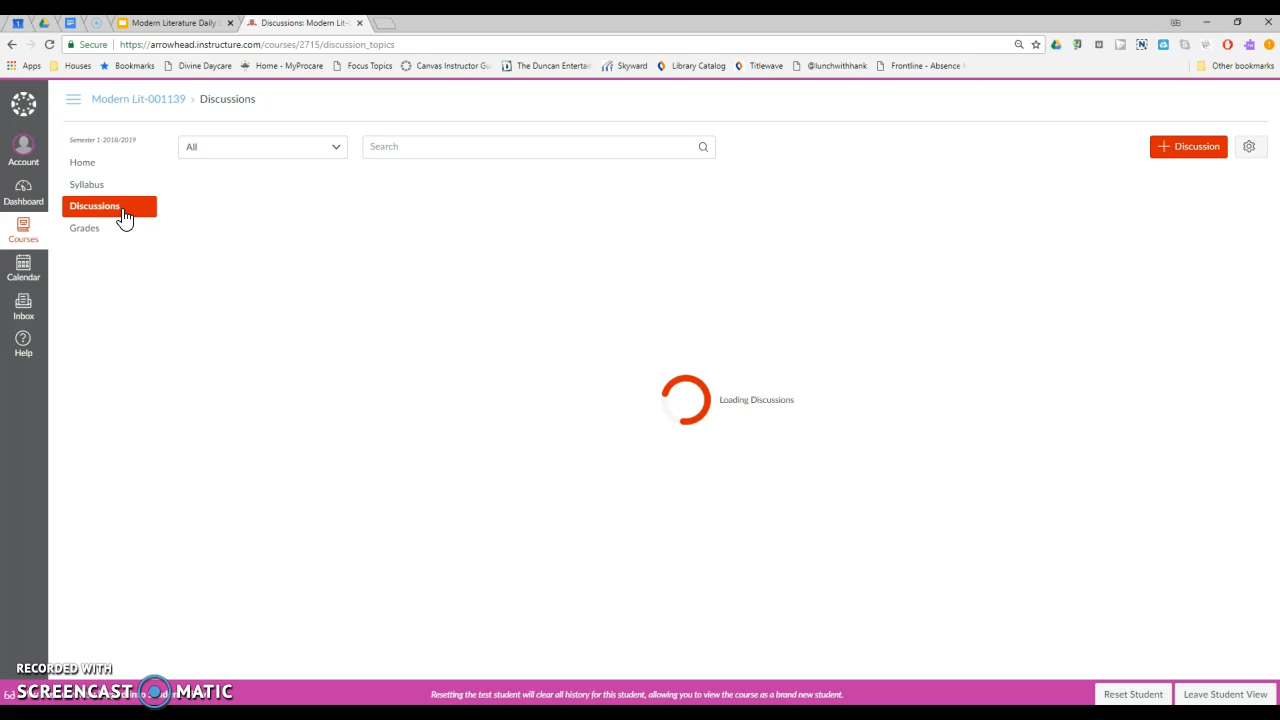 1
Modern Literature Daily S
Discussions: Modern Lit-
Secure
https://arrowhead.instructure.com/courses/2715/discussion_topics
Apps
Houses
Bookmarks
Divine Daycare
Home - MyProcare
Focus Topics
Canvas Instructor Gu
The Duncan Entertai
Skyward
Library Catalog
Titlewave
@lunchwithhank
Frontline - Absence M
Other bookmarks
Modern Lit-001139 › Discussions
Account
Dashboard
Courses
Calendar
Inbox
Help
Semester 1-2018/2019
Home
Syllabus
Discussions
Grades
All
Search
+ Discussion
Loading Discussions
RECORDED WITH
SCREENCAST MATIC
Resetting the test student will clear all history for this student, allowing you to view the course as a brand new student.
Reset Student
Leave Student View